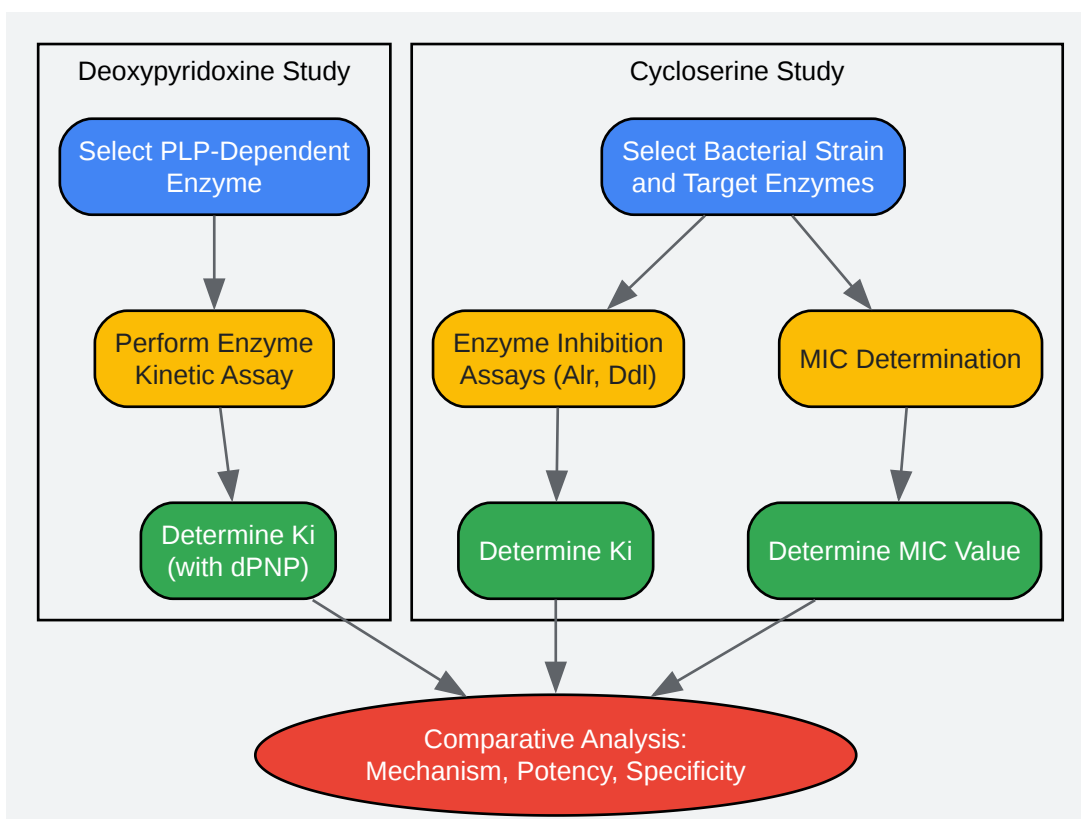 Deoxypyridoxine Study
Select PLP-Dependent
Enzyme
Perform Enzyme
Kinetic Assay
Determine Ki
(with dPNP)
Cycloserine Study
Select Bacterial Strain
and Target Enzymes
Enzyme Inhibition
Assays (Alr, Ddl)
MIC Determination
Determine Ki
Determine MIC Value
Comparative Analysis:
Mechanism, Potency, Specificity